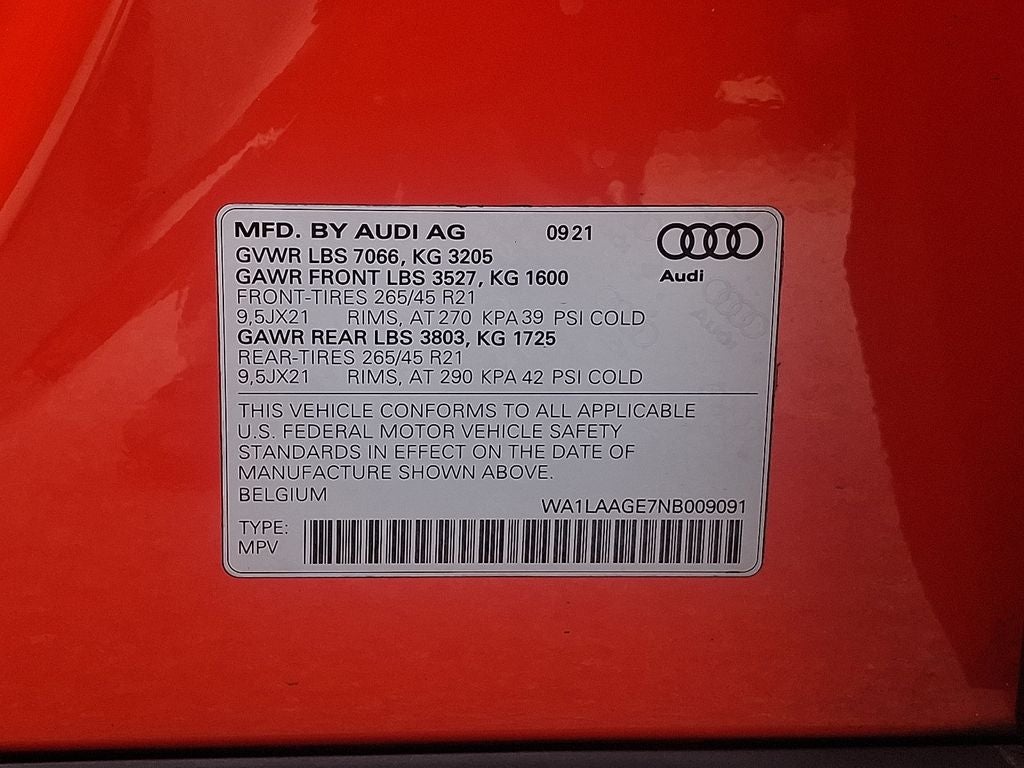 MFD. BY AUDI AG 09 21
GVWR LBS 7066, KG 3205
GAWR FRONT LBS 3527, KG 1600
Audi
FRONT-TIRES 265/45 R21
9,5JX21 RIMS, AT 270 KPA 39 PSI COLD
GAWR REAR LBS 3803, KG 1725
REAR-TIRES 265/45 R21
9,5JX21 RIMS, AT 290 KPA 42 PSI COLD
THIS VEHICLE CONFORMS TO ALL APPLICABLE
U.S. FEDERAL MOTOR VEHICLE SAFETY
STANDARDS IN EFFECT ON THE DATE OF
MANUFACTURE SHOWN ABOVE.
BELGIUM
WA1LAAGE7NB009091
TYPE:
MPV